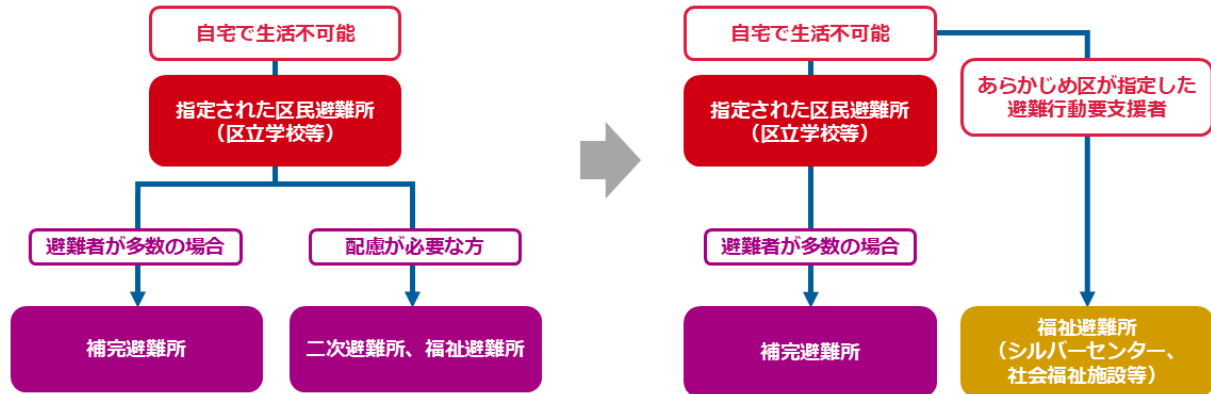 自宅で生活不可能
指定された区民避難所
（区立学校等）
避難者が多数の場合
配慮が必要な方
補完避難所
二次避難所、福祉避難所
自宅で生活不可能
指定された区民避難所
（区立学校等）
あらかじめ区が指定した
避難行動要支援者
避難者が多数の場合
補完避難所
福祉避難所
（シルバーセンター、
社会福祉施設等）